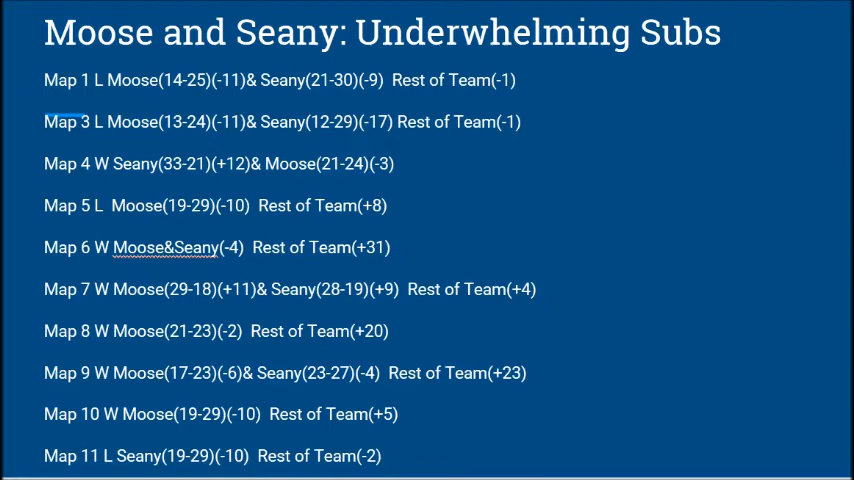 Moose and Seany: Underwhelming Subs
Map 1 L Moose(14-25)(-11)& Seany(21-30)(-9)  Rest of Team(-1)
Map 3 L Moose(13-24)(-11)& Seany(12-29)(-17) Rest of Team(-1)
Map 4 W Seany(33-21)(+12)& Moose(21-24)(-3)
Map 5 L  Moose(19-29)(-10)  Rest of Team(+8)
Map 6 W Moose&Seany(-4)  Rest of Team(+31)
Map 7 W Moose(29-18)(+11)& Seany(28-19)(+9)  Rest of Team(+4)
Map 8 W Moose(21-23)(-2)  Rest of Team(+20)
Map 9 W Moose(17-23)(-6)& Seany(23-27)(-4)  Rest of Team(+23)
Map 10 W Moose(19-29)(-10)  Rest of Team(+5)
Map 11 L Seany(19-29)(-10)  Rest of Team(-2)